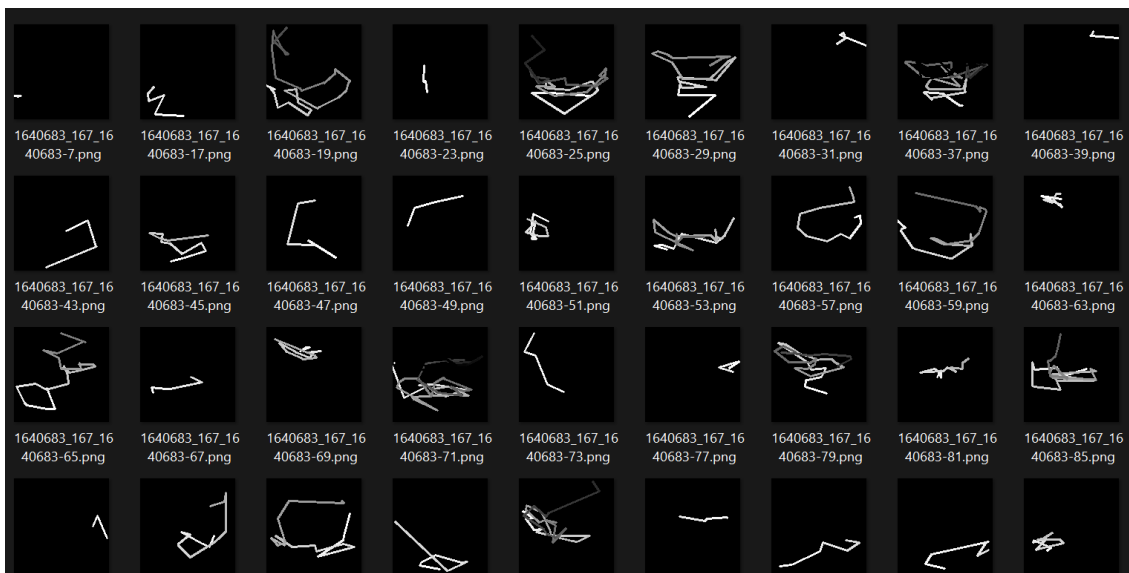 1640683_167_16
40683-7.png
1640683_167_16
40683-17.png
1640683_167_16
40683-19.png
1640683_167_16
40683-23.png
1640683_167_16
40683-25.png
1640683_167_16
40683-29.png
1640683_167_16
40683-31.png
1640683_167_16
40683-37.png
1640683_167_16
40683-39.png
1640683_167_16
40683-43.png
1640683_167_16
40683-45.png
1640683_167_16
40683-47.png
1640683_167_16
40683-49.png
1640683_167_16
40683-51.png
1640683_167_16
40683-53.png
1640683_167_16
40683-57.png
1640683_167_16
40683-59.png
1640683_167_16
40683-63.png
1640683_167_16
40683-65.png
1640683_167_16
40683-67.png
1640683_167_16
40683-69.png
1640683_167_16
40683-71.png
1640683_167_16
40683-73.png
1640683_167_16
40683-77.png
1640683_167_16
40683-79.png
1640683_167_16
40683-81.png
1640683_167_16
40683-85.png